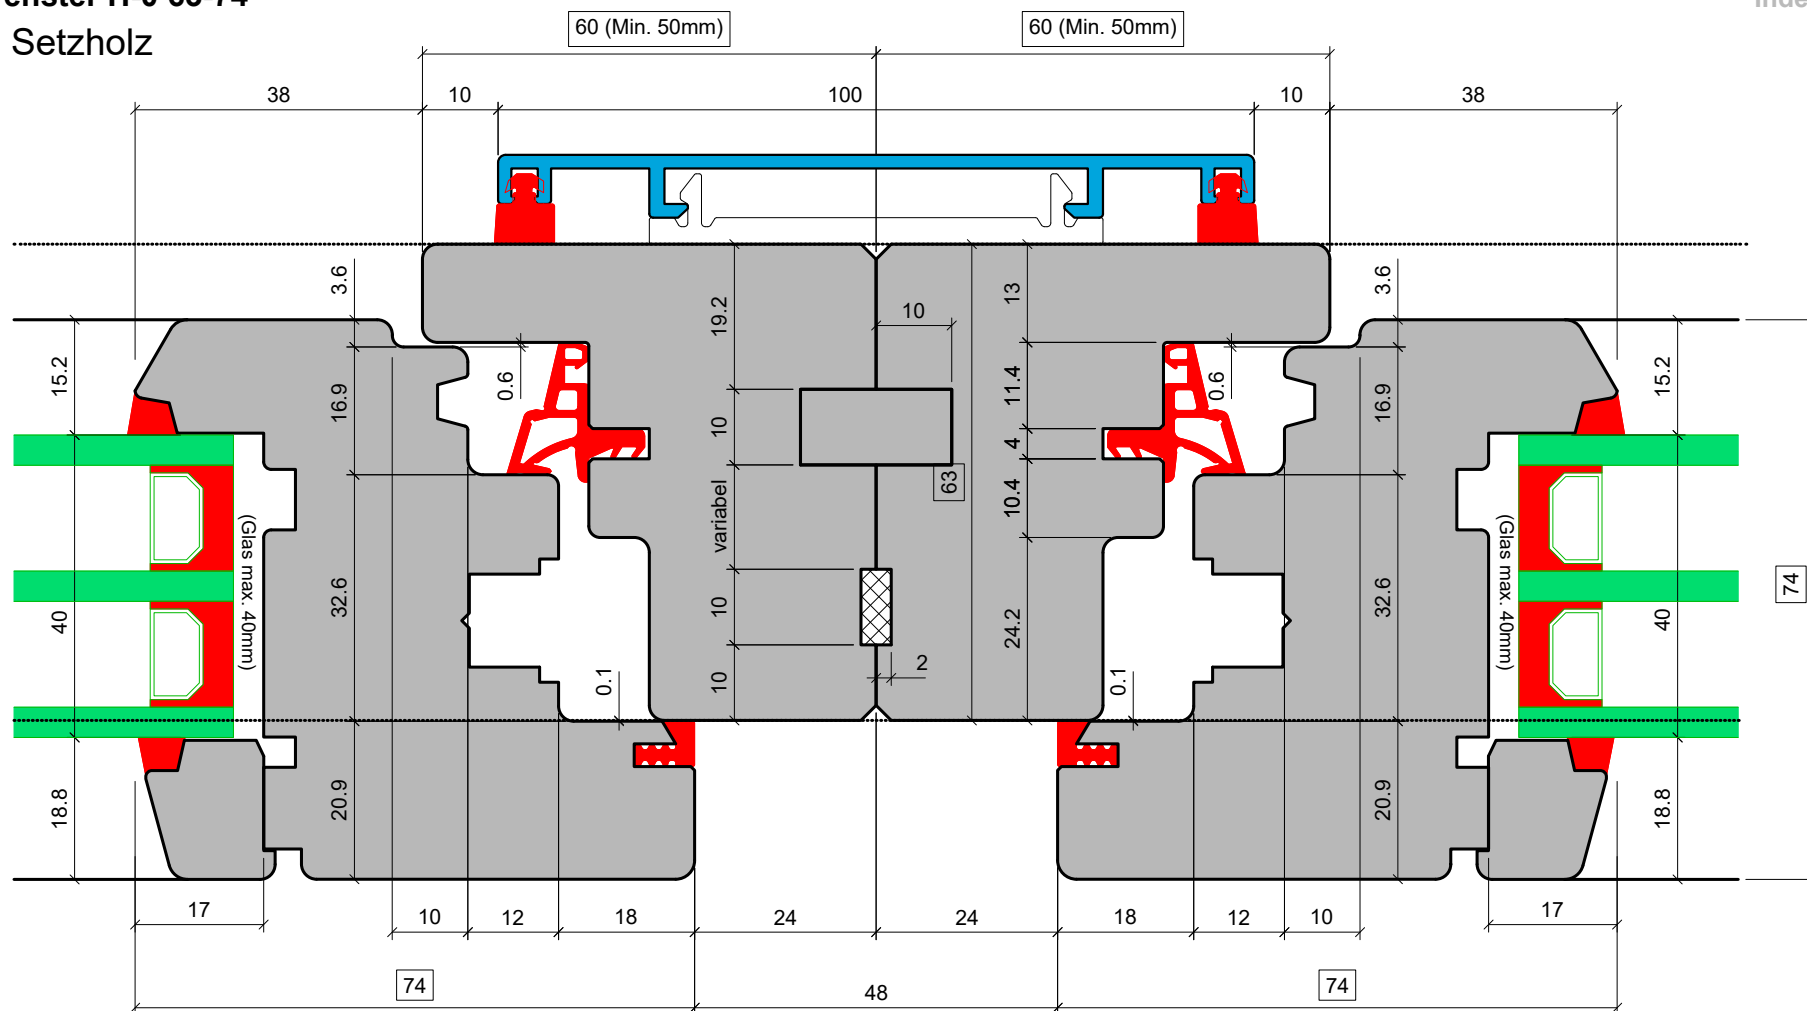 Setzholz
60 (Min. 50mm) 60 (Min. 50mm)
38 10 100 10 38
3.6 19.2 10 13 3.6
15.2 16.9 0.6 11.4 0.6 16.9 15.2
10 4
63
(Glas max. 40mm) variabel 10.4 (Glas max. 40mm)
40 32.6 10 24.2 32.6 40 74
0.1 10 2 0.1
18.8 20.9 20.9 18.8
17 10 12 18 24 24 18 12 10 17
74 48 74